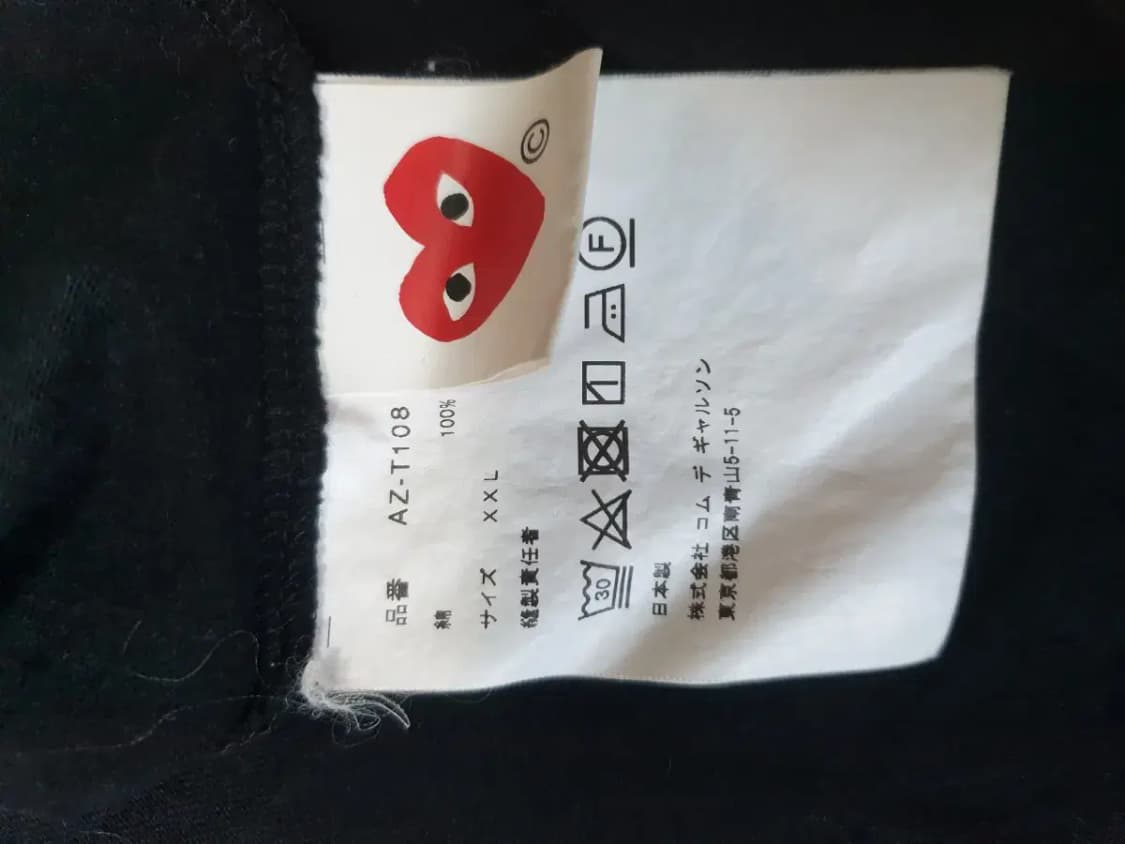 ©
品番 AZ-T108
綿 100%
サイズ XXL
縫製責任者
30
F
日本製
株式会社 コム デ ギャルソン
東京都港区南青山5-11-5